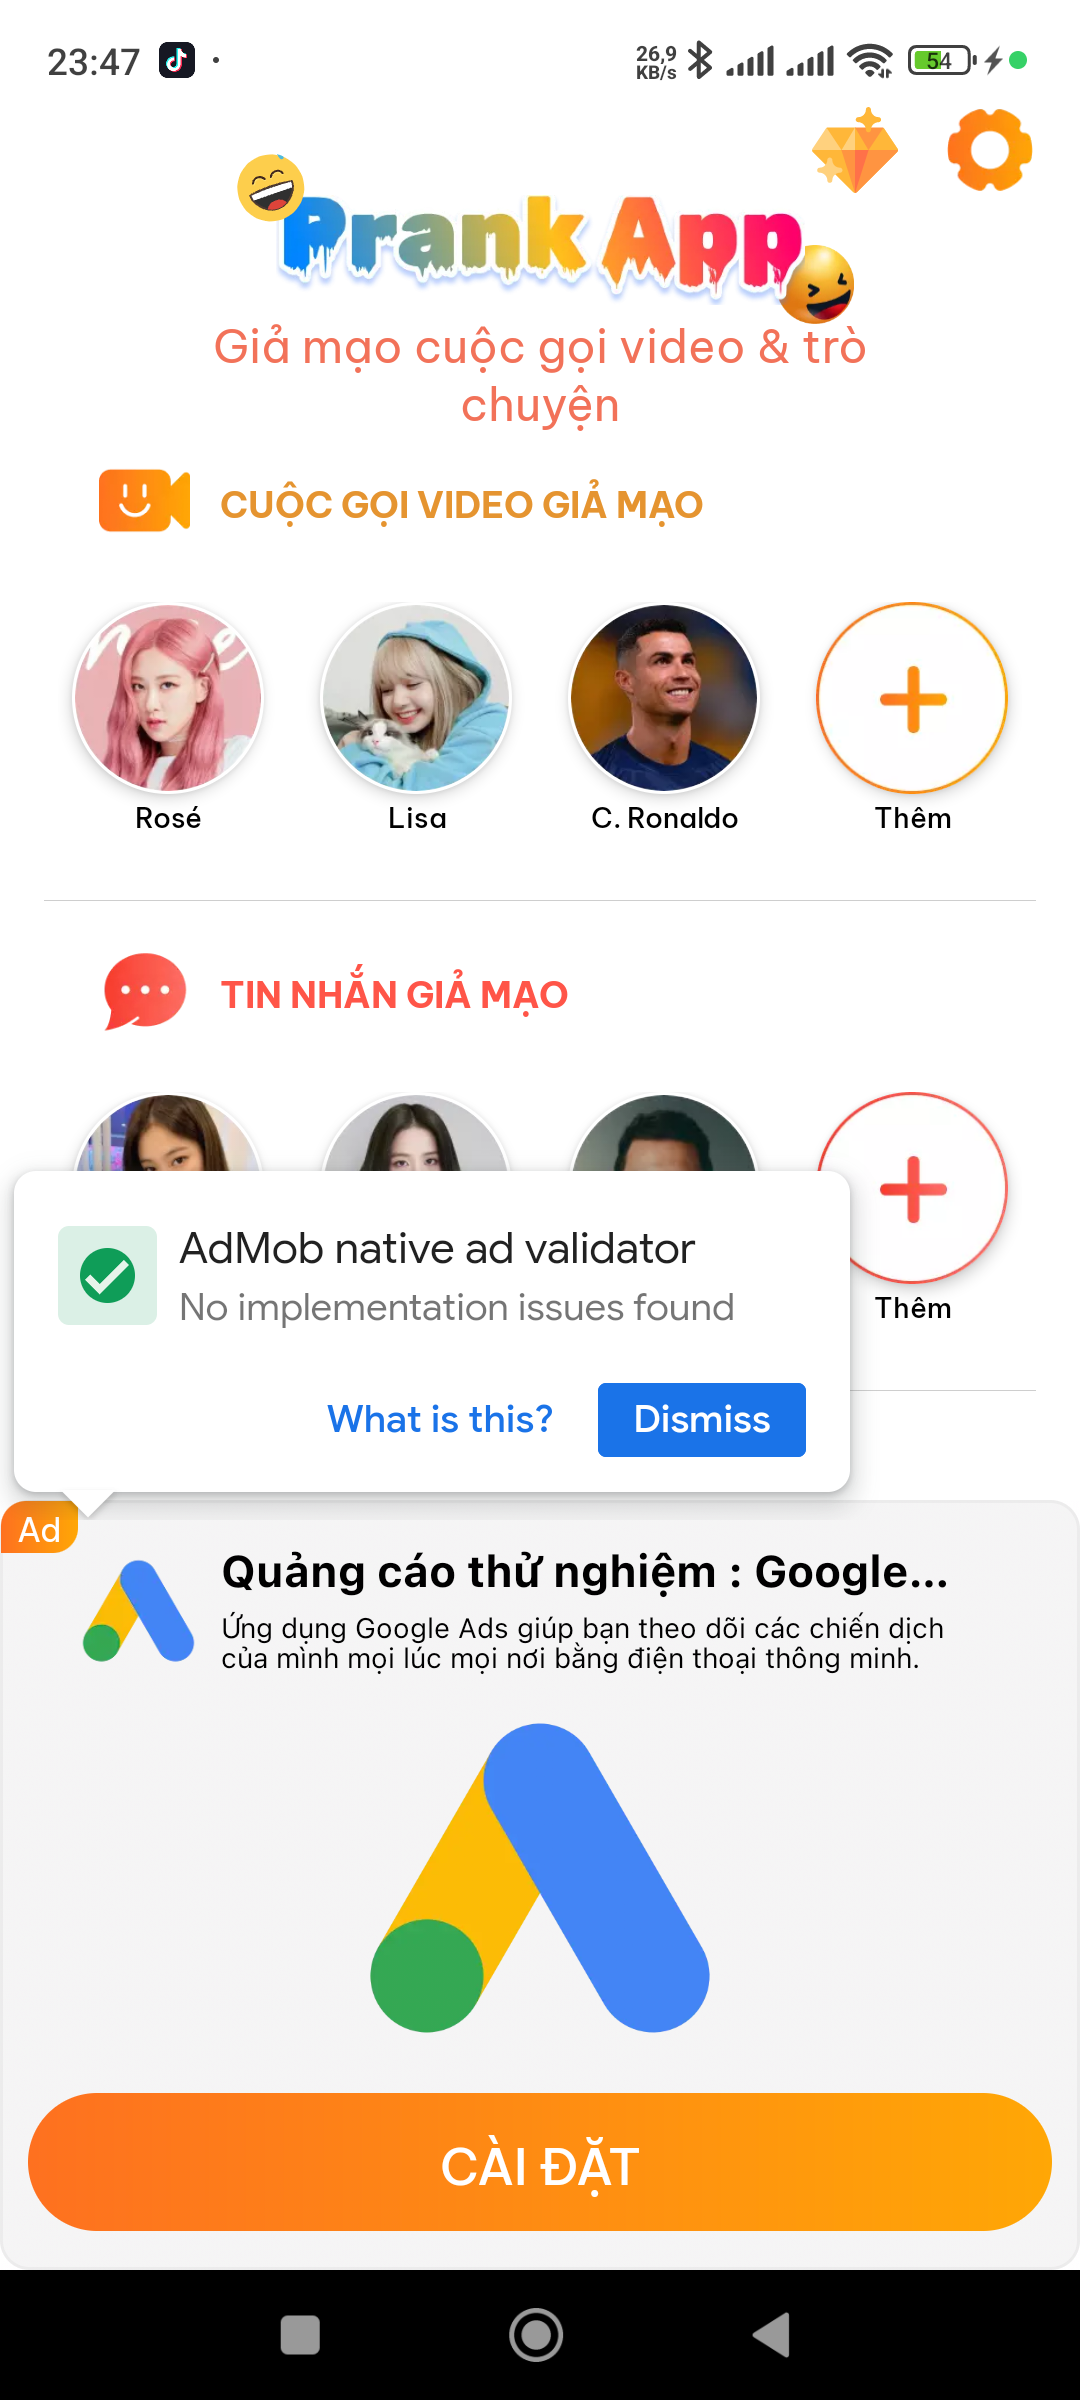 23:47
26,9
KB/s
54
Prank App
Giả mạo cuộc gọi video & trò
chuyện
CUỘC GỌI VIDEO GIẢ MẠO
Rosé
Lisa
C. Ronaldo
Thêm
TIN NHẮN GIẢ MẠO
Thêm
AdMob native ad validator
No implementation issues found
What is this?
Dismiss
Ad
Quảng cáo thử nghiệm : Google...
Ứng dụng Google Ads giúp bạn theo dõi các chiến dịch
của mình mọi lúc mọi nơi bằng điện thoại thông minh.
CÀI ĐẶT